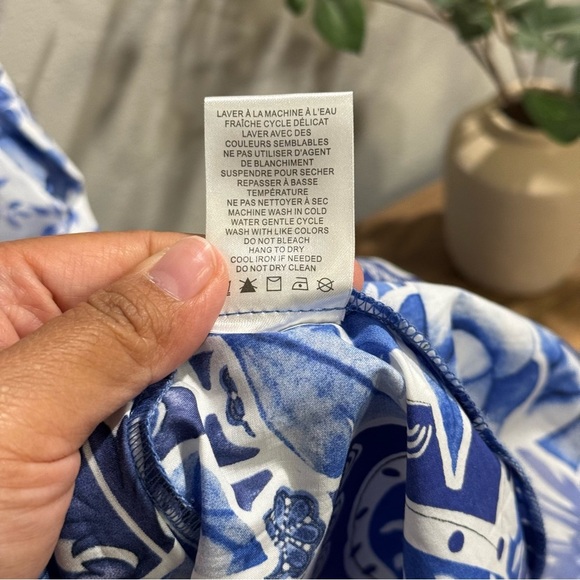 LAVER À LA MACHINE À L'EAU
FRAÎCHE CYCLE DÉLICAT
LAVER AVEC DES
COULEURS SEMBLABLES
NE PAS UTILISER D'AGENT
DE BLANCHIMENT
SUSPENDRE POUR SECHER
REPASSER À BASSE
TEMPÉRATURE
NE PAS NETTOYER À SEC
MACHINE WASH IN COLD
WATER GENTLE CYCLE
WASH WITH LIKE COLORS
DO NOT BLEACH
HANG TO DRY
COOL IRON IF NEEDED
DO NOT DRY CLEAN